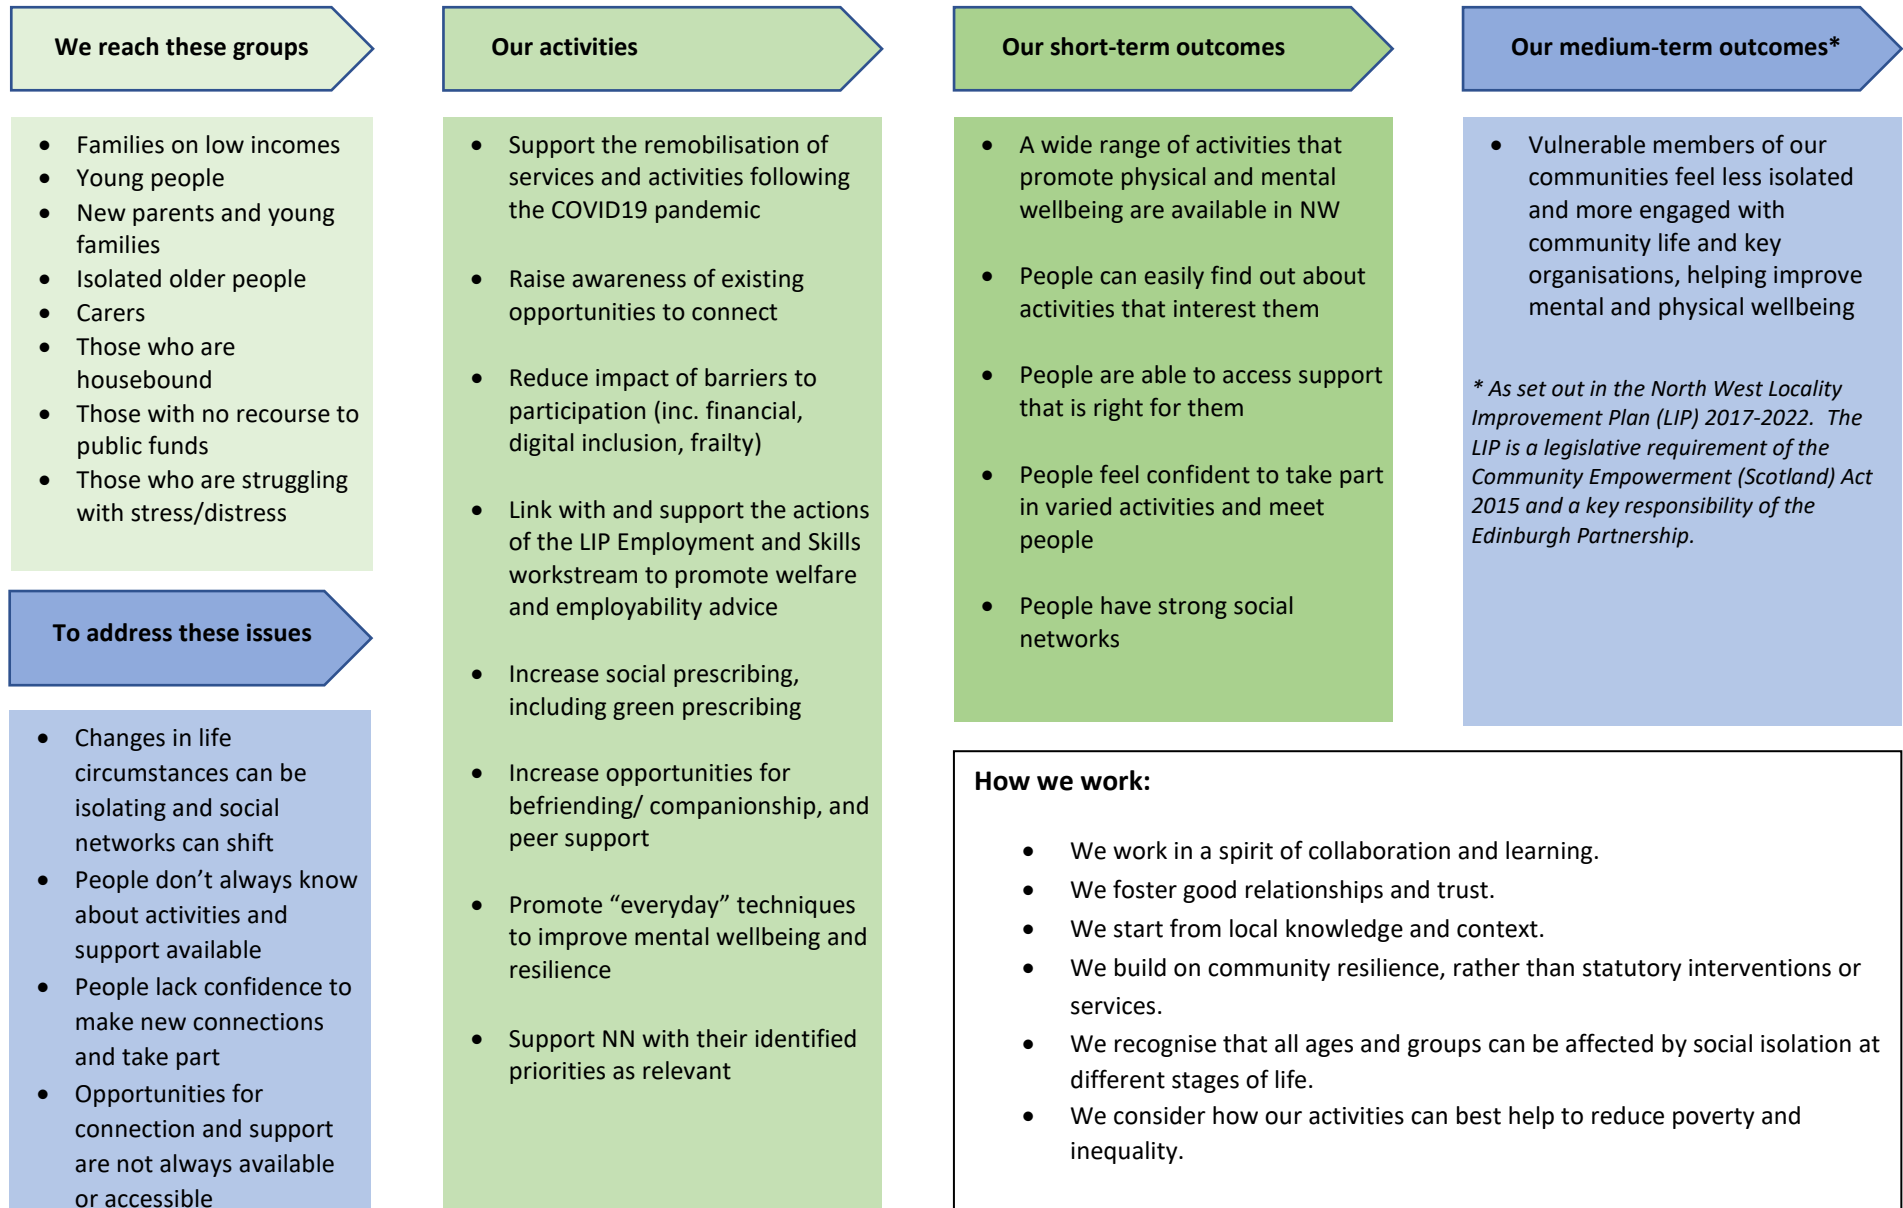 We reach these groups
• Families on low incomes
• Young people
• New parents and young
families
• Isolated older people
• Carers
• Those who are
housebound
• Those with no recourse to
public funds
• Those who are struggling
with stress/distress
To address these issues
• Changes in life
circumstances can be
isolating and social
networks can shift
• People don’t always know
about activities and
support available
• People lack confidence to
make new connections
and take part
• Opportunities for
connection and support
are not always available
or accessible
Our activities
• Support the remobilisation of
services and activities following
the COVID19 pandemic
• Raise awareness of existing
opportunities to connect
• Reduce impact of barriers to
participation (inc. financial,
digital inclusion, frailty)
• Link with and support the actions
of the LIP Employment and Skills
workstream to promote welfare
and employability advice
• Increase social prescribing,
including green prescribing
• Increase opportunities for
befriending/ companionship, and
peer support
• Promote “everyday” techniques
to improve mental wellbeing and
resilience
• Support NN with their identified
priorities as relevant
Our short-term outcomes
• A wide range of activities that
promote physical and mental
wellbeing are available in NW
• People can easily find out about
activities that interest them
• People are able to access support
that is right for them
• People feel confident to take part
in varied activities and meet
people
• People have strong social
networks
Our medium-term outcomes*
• Vulnerable members of our
communities feel less isolated
and more engaged with
community life and key
organisations, helping improve
mental and physical wellbeing
* As set out in the North West Locality
Improvement Plan (LIP) 2017-2022. The
LIP is a legislative requirement of the
Community Empowerment (Scotland) Act
2015 and a key responsibility of the
Edinburgh Partnership.
How we work:
• We work in a spirit of collaboration and learning.
• We foster good relationships and trust.
• We start from local knowledge and context.
• We build on community resilience, rather than statutory interventions or
services.
• We recognise that all ages and groups can be affected by social isolation at
different stages of life.
• We consider how our activities can best help to reduce poverty and
inequality.